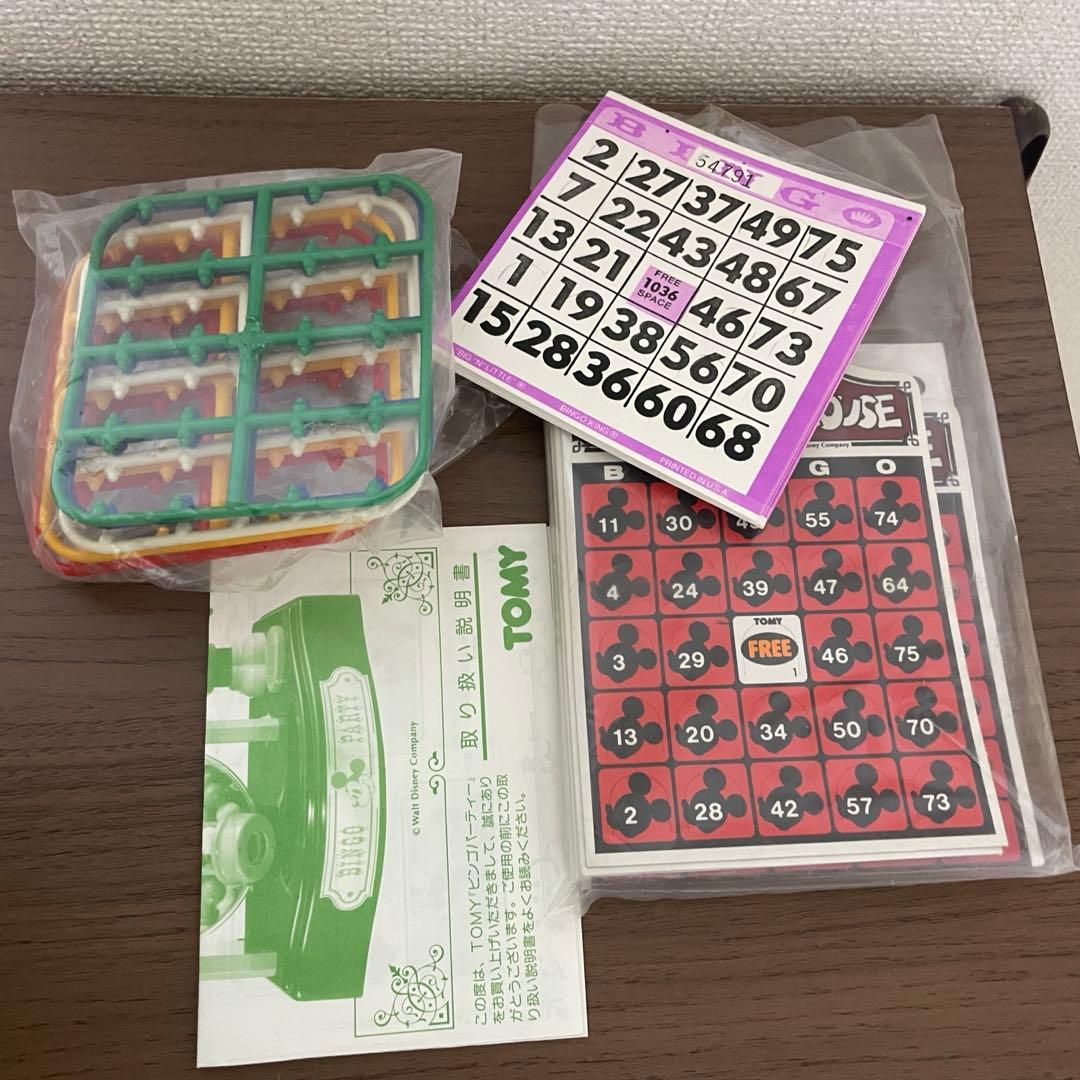 BINGO
54791
2 27 37 49 75
7 22 43 48 67
13 21 FREE 1036 SPACE 46 73
1 19 38 56 70
15 28 36 60 68
"BIG 'N' LITTLE" ®
BINGO KING ®
PRINTED IN U.S.A.
B G O
11 30 55 74
4 24 39 47 64
3 29 TOMY FREE 1 46 75
13 20 34 50 70
2 28 42 57 73
TOMY
取り扱い説明書
BINGO PARTY
© Walt Disney Company
この度は、TOMY『ビンゴパーティー』
をお買い上げいただきまして、誠にあり
がとうございます。ご使用の前にこの取
り扱い説明書をよくお読みください。